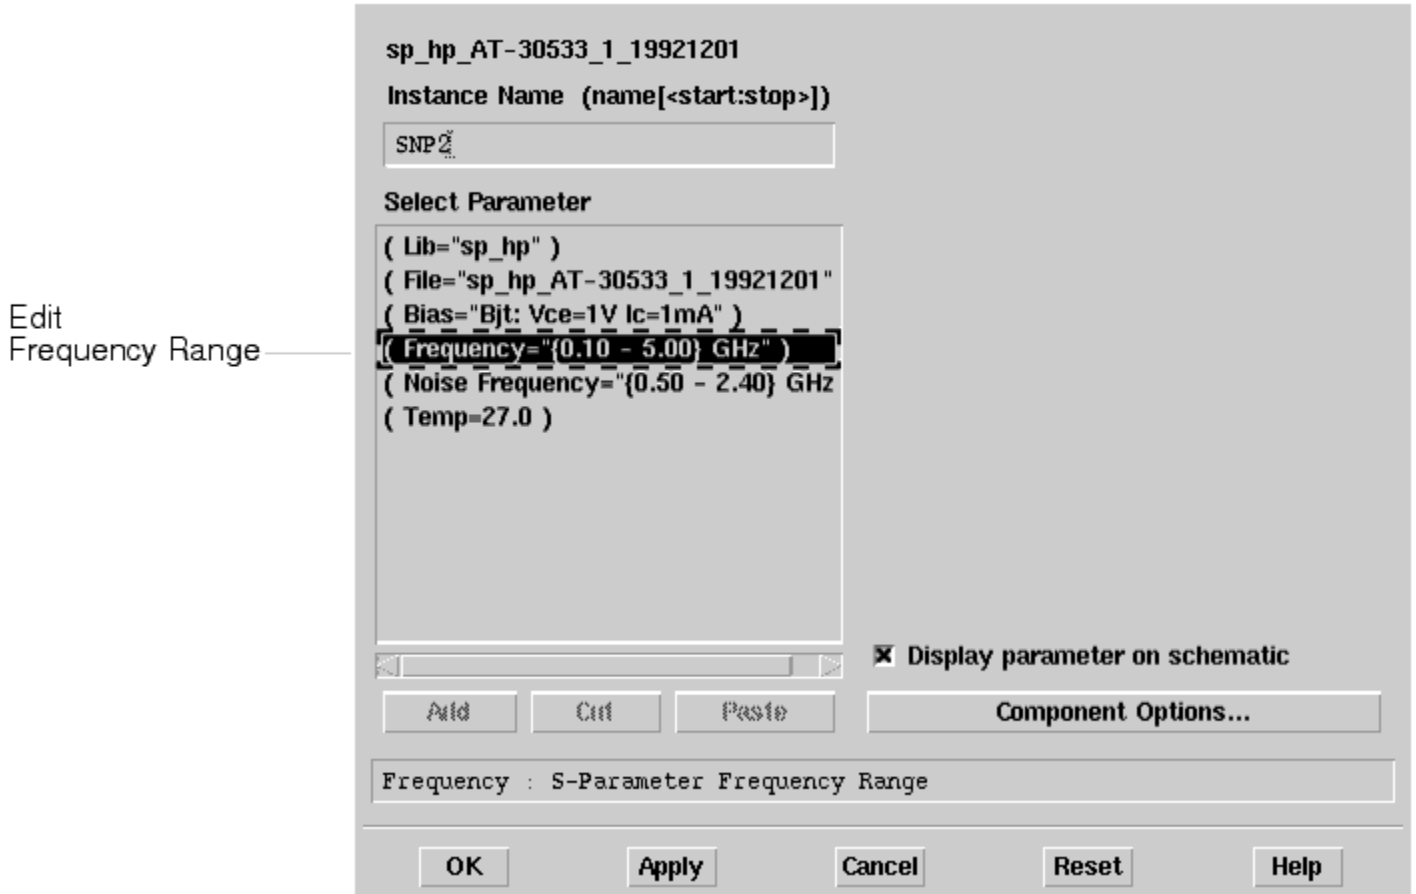 sp_hp_AT-30533_1_19921201
Instance Name (name[<start:stop>])
SNP2
Select Parameter
( Lib="sp_hp" )
( File="sp_hp_AT-30533_1_19921201"
( Bias="Bjt: Vce=1V Ic=1mA" )
Edit
Frequency Range
( Frequency="{0.10 - 5.00} GHz" )
( Noise Frequency="{0.50 - 2.40} GHz
( Temp=27.0 )
Display parameter on schematic
Add Cut Paste Component Options...
Frequency : S-Parameter Frequency Range
OK Apply Cancel Reset Help